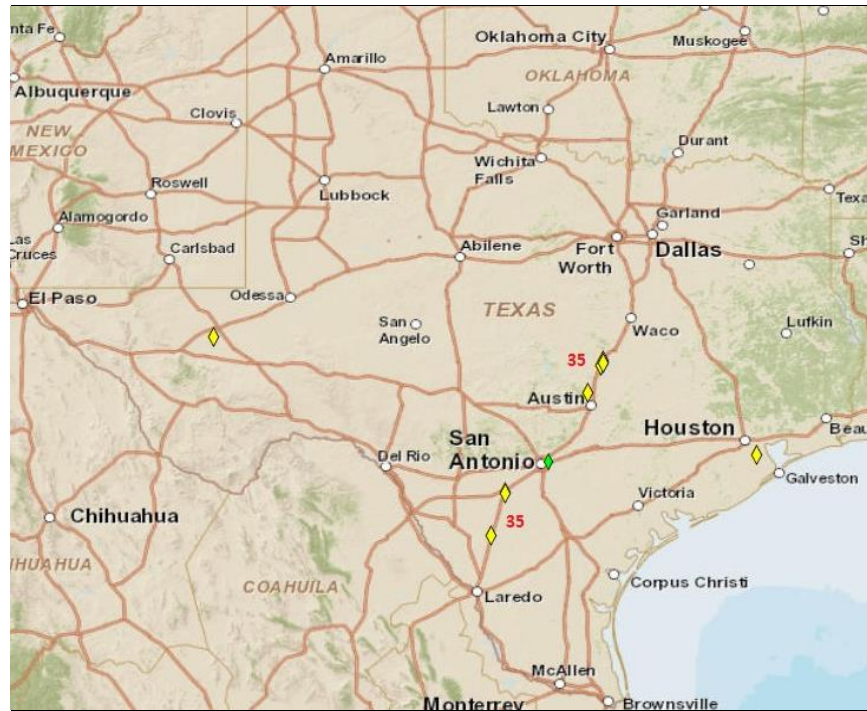 nta Fe
Amarillo
Oklahoma City
Muskogee
Albuquerque
OKLAHOMA
Clovis
Lawton
NEW
MEXICO
Durant
Wichita
Falls
Roswell
Lubbock
Texa
Alamogordo
Garland
Las
Cruces
Carlsbad
Abilene
Fort
Worth
Dallas
Sh
El Paso
Odessa
TEXAS
San
Angelo
Waco
Lufkin
35
Austin
Houston
Beau
San
Antonio
Del Rio
Galveston
Victoria
Chihuahua
35
IHUAHUA
COAHUILA
Laredo
Corpus Christi
McAllen
Monterrey
Brownsville